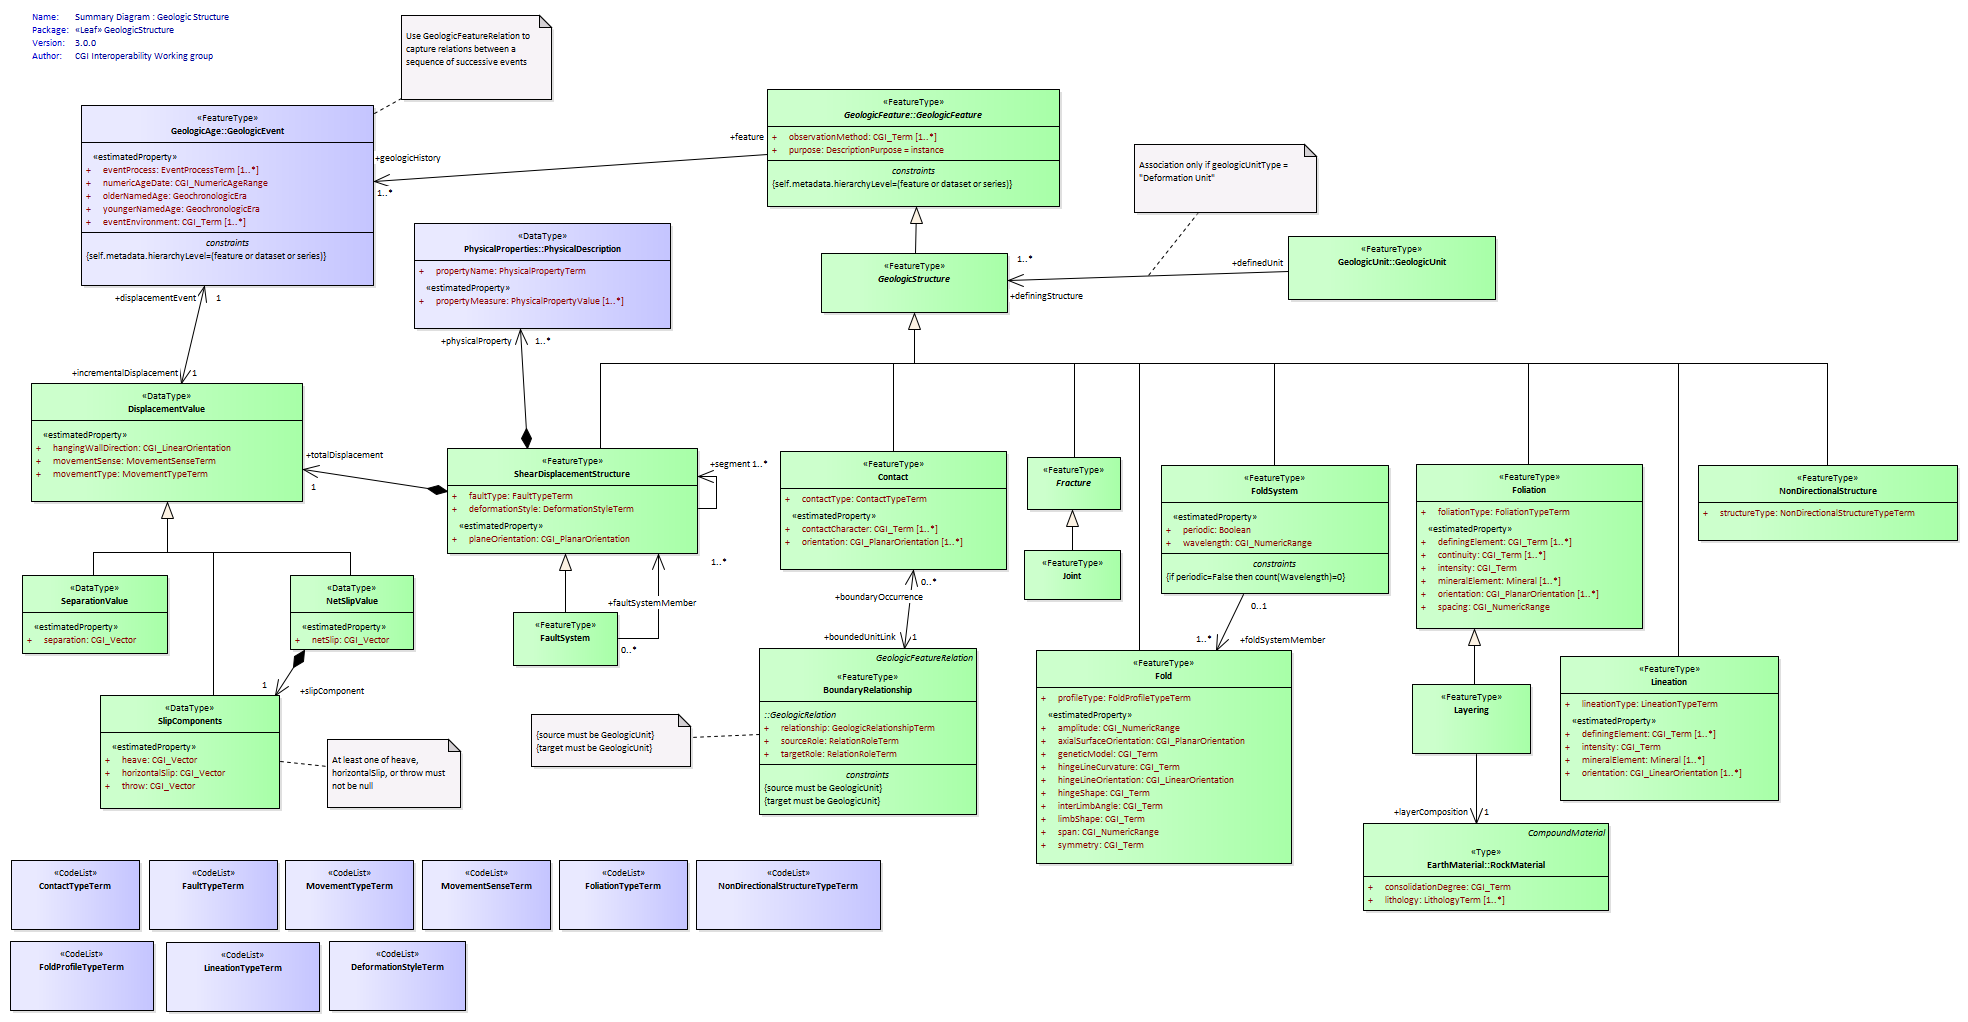 Name: Summary Diagram : Geologic Structure
Package: «Leaf» GeologicStructure
Version: 3.0.0
Author: CGI Interoperability Working group
Use GeologicFeatureRelation to
capture relations between a
sequence of successive events
«FeatureType»
GeologicAge::GeologicEvent
«estimatedProperty»
+ eventProcess: EventProcessTerm [1..*]
+ numericAgeDate: CGI_NumericAgeRange
+ olderNamedAge: GeochronologicEra
+ youngerNamedAge: GeochronologicEra
+ eventEnvironment: CGI_Term [1..*]
constraints
{self.metadata.hierarchyLevel=(feature or dataset or series)}
+geologicHistory
1..*
+feature
«FeatureType»
GeologicFeature::GeologicFeature
+ observationMethod: CGI_Term [1..*]
+ purpose: DescriptionPurpose = instance
constraints
{self.metadata.hierarchyLevel=(feature or dataset or series)}
Association only if geologicUnitType =
"Deformation Unit"
«DataType»
PhysicalProperties::PhysicalDescription
+ propertyName: PhysicalPropertyTerm
«estimatedProperty»
+ propertyMeasure: PhysicalPropertyValue [1..*]
«FeatureType»
GeologicStructure
1..*
+definingStructure
+definedUnit
«FeatureType»
GeologicUnit::GeologicUnit
+displacementEvent
1
+incrementalDisplacement
1
+physicalProperty
1..*
«DataType»
DisplacementValue
«estimatedProperty»
+ hangingWallDirection: CGI_LinearOrientation
+ movementSense: MovementSenseTerm
+ movementType: MovementTypeTerm
+totalDisplacement
1
«FeatureType»
ShearDisplacementStructure
+ faultType: FaultTypeTerm
+ deformationStyle: DeformationStyleTerm
«estimatedProperty»
+ planeOrientation: CGI_PlanarOrientation
+segment 1..*
1..*
+faultSystemMember
0..*
«FeatureType»
FaultSystem
«FeatureType»
Contact
+ contactType: ContactTypeTerm
«estimatedProperty»
+ contactCharacter: CGI_Term [1..*]
+ orientation: CGI_PlanarOrientation [1..*]
0..*
+boundaryOccurrence
+boundedUnitLink
1
«FeatureType»
Fracture
«FeatureType»
Joint
«FeatureType»
FoldSystem
«estimatedProperty»
+ periodic: Boolean
+ wavelength: CGI_NumericRange
constraints
{if periodic=False then count(Wavelength)=0}
0..1
1..*
+foldSystemMember
«FeatureType»
Foliation
+ foliationType: FoliationTypeTerm
«estimatedProperty»
+ definingElement: CGI_Term [1..*]
+ continuity: CGI_Term [1..*]
+ intensity: CGI_Term
+ mineralElement: Mineral [1..*]
+ orientation: CGI_PlanarOrientation [1..*]
+ spacing: CGI_NumericRange
«FeatureType»
NonDirectionalStructure
+ structureType: NonDirectionalStructureTypeTerm
«DataType»
SeparationValue
«estimatedProperty»
+ separation: CGI_Vector
«DataType»
NetSlipValue
«estimatedProperty»
+ netSlip: CGI_Vector
1
+slipComponent
«DataType»
SlipComponents
«estimatedProperty»
+ heave: CGI_Vector
+ horizontalSlip: CGI_Vector
+ throw: CGI_Vector
At least one of heave,
horizontalSlip, or throw must
not be null
{source must be GeologicUnit}
{target must be GeologicUnit}
GeologicFeatureRelation
«FeatureType»
BoundaryRelationship
::GeologicRelation
+ relationship: GeologicRelationshipTerm
+ sourceRole: RelationRoleTerm
+ targetRole: RelationRoleTerm
constraints
{source must be GeologicUnit}
{target must be GeologicUnit}
«FeatureType»
Fold
+ profileType: FoldProfileTypeTerm
«estimatedProperty»
+ amplitude: CGI_NumericRange
+ axialSurfaceOrientation: CGI_PlanarOrientation
+ geneticModel: CGI_Term
+ hingeLineCurvature: CGI_Term
+ hingeLineOrientation: CGI_LinearOrientation
+ hingeShape: CGI_Term
+ interLimbAngle: CGI_Term
+ limbShape: CGI_Term
+ span: CGI_NumericRange
+ symmetry: CGI_Term
«FeatureType»
Layering
+layerComposition
1
«FeatureType»
Lineation
+ lineationType: LineationTypeTerm
«estimatedProperty»
+ definingElement: CGI_Term [1..*]
+ intensity: CGI_Term
+ mineralElement: Mineral [1..*]
+ orientation: CGI_LinearOrientation [1..*]
CompoundMaterial
«Type»
EarthMaterial::RockMaterial
+ consolidationDegree: CGI_Term
+ lithology: LithologyTerm [1..*]
«CodeList»
ContactTypeTerm
«CodeList»
FaultTypeTerm
«CodeList»
MovementTypeTerm
«CodeList»
MovementSenseTerm
«CodeList»
FoliationTypeTerm
«CodeList»
NonDirectionalStructureTypeTerm
«CodeList»
FoldProfileTypeTerm
«CodeList»
LineationTypeTerm
«CodeList»
DeformationStyleTerm